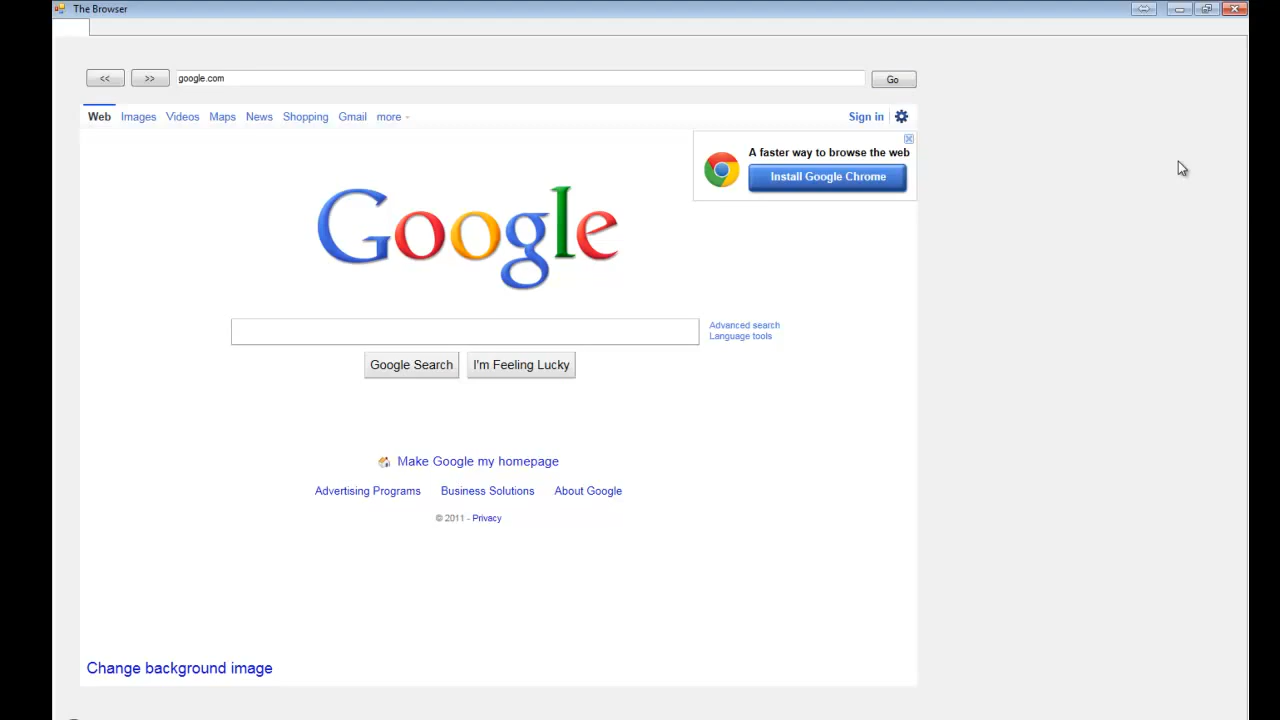 The Browser
<< >> google.com Go
Web Images Videos Maps News Shopping Gmail more Sign in
A faster way to browse the web
Install Google Chrome
Google
Advanced search
Language tools
Google Search I'm Feeling Lucky
Make Google my homepage
Advertising Programs Business Solutions About Google
© 2011 - Privacy
Change background image